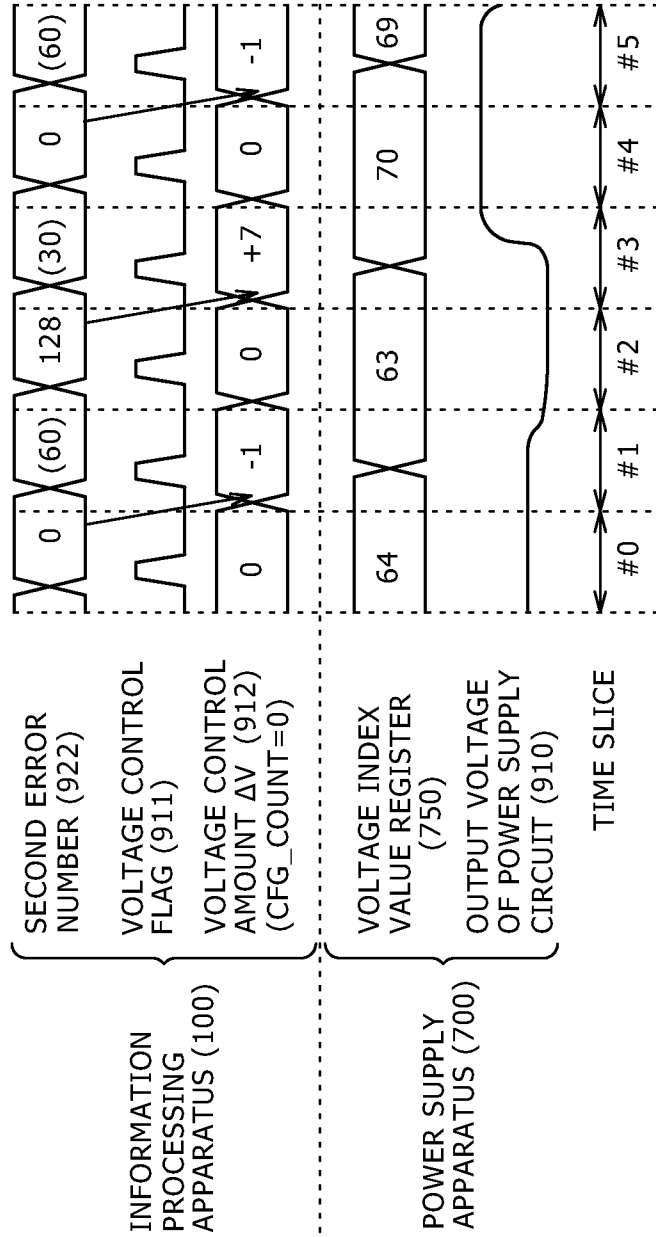 INFORMATION
PROCESSING
APPARATUS (100)
SECOND ERROR
NUMBER (922)
0
(60)
128
(30)
0
(60)
VOLTAGE CONTROL
FLAG (911)
VOLTAGE CONTROL
AMOUNT ΔV (912)
(CFG_COUNT=0)
0
-1
0
+7
0
-1
POWER SUPPLY
APPARATUS (700)
VOLTAGE INDEX
VALUE REGISTER
(750)
64
63
70
69
OUTPUT VOLTAGE
OF POWER SUPPLY
CIRCUIT (910)
TIME SLICE
#0
#1
#2
#3
#4
#5